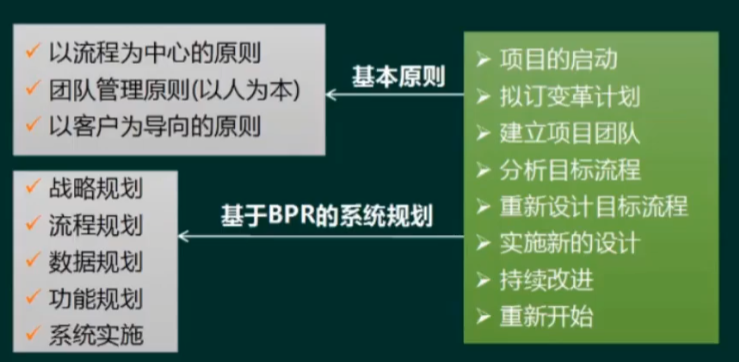 以流程为中心的原则
团队管理原则(以人为本)
以客户为导向的原则
基本原则
战略规划
流程规划
数据规划
功能规划
系统实施
基于BPR的系统规划
项目的启动
拟订变革计划
建立项目团队
分析目标流程
重新设计目标流程
实施新的设计
持续改进
重新开始